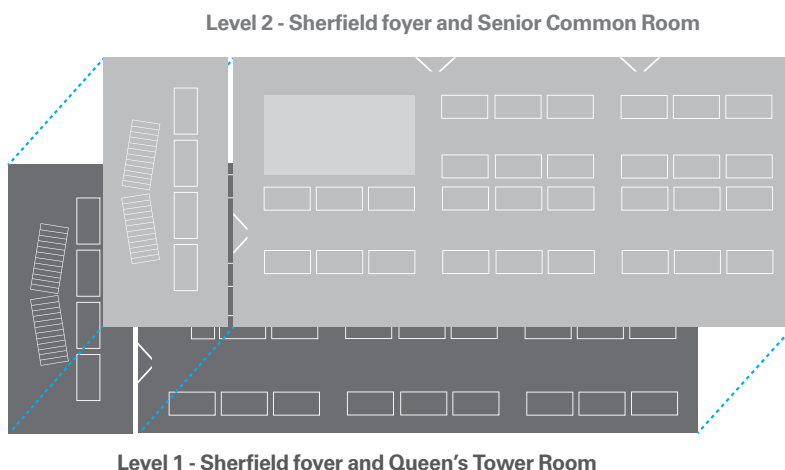 Level 2 - Sherfield foyer and Senior Common Room
Level 1 - Sherfield foyer and Queen's Tower Room